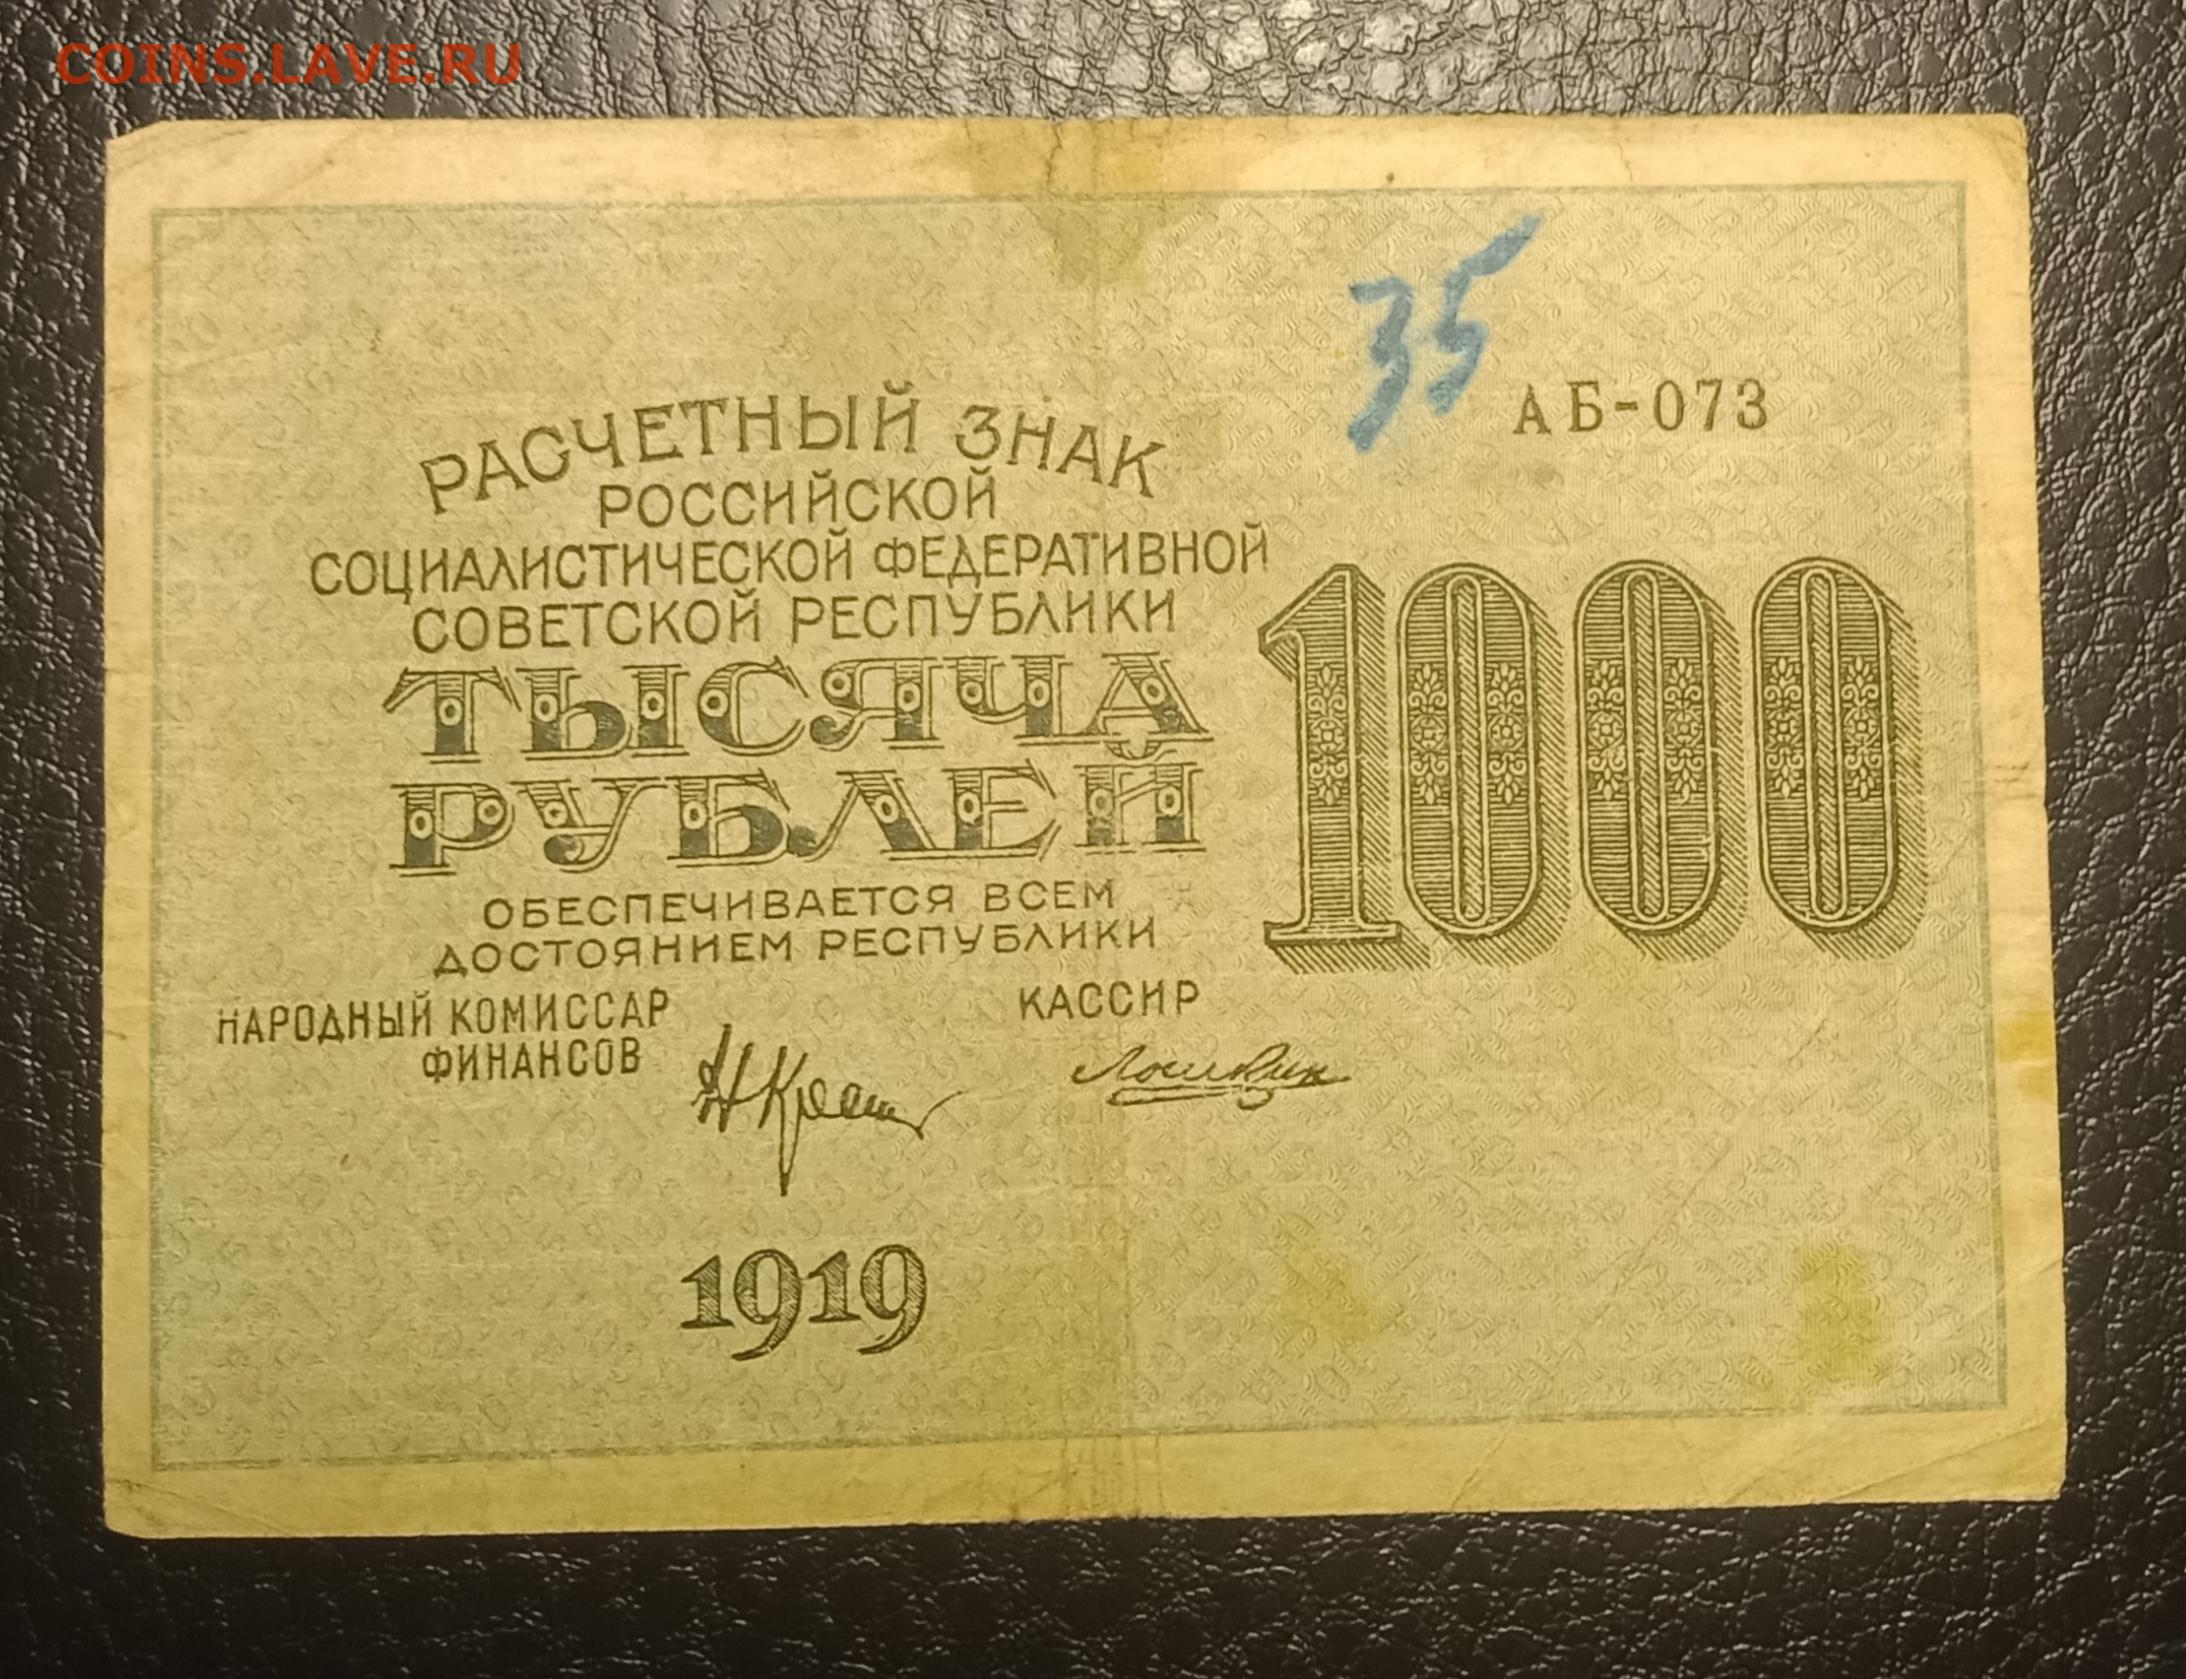 COINS.LAVE.RU
35
АБ-073
РАСЧЕТНЫЙ ЗНАК
РОССИЙСКОЙ
СОЦИАЛИСТИЧЕСКОЙ ФЕДЕРАТИВНОЙ
СОВЕТСКОЙ РЕСПУБЛИКИ
ТЫСЯЧА
РУБЛЕЙ
1000
ОБЕСПЕЧИВАЕТСЯ ВСЕМ
ДОСТОЯНИЕМ РЕСПУБЛИКИ
НАРОДНЫЙ КОМИССАР
ФИНАНСОВ
КАССИР
1919